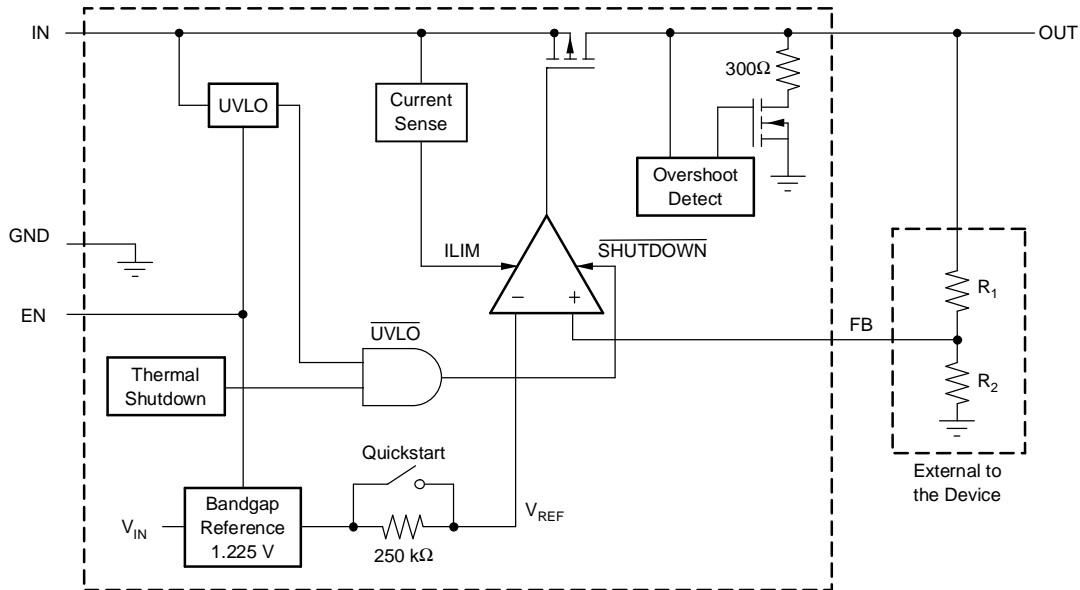 IN
OUT
300Ω
UVLO
Current
Sense
Overshoot
Detect
GND
ILIM
SHUTDOWN
R1
−
+
EN
UVLO
FB
Thermal
Shutdown
R2
Quickstart
External to
the Device
Bandgap
Reference
1.225 V
VIN
VREF
250 kΩ